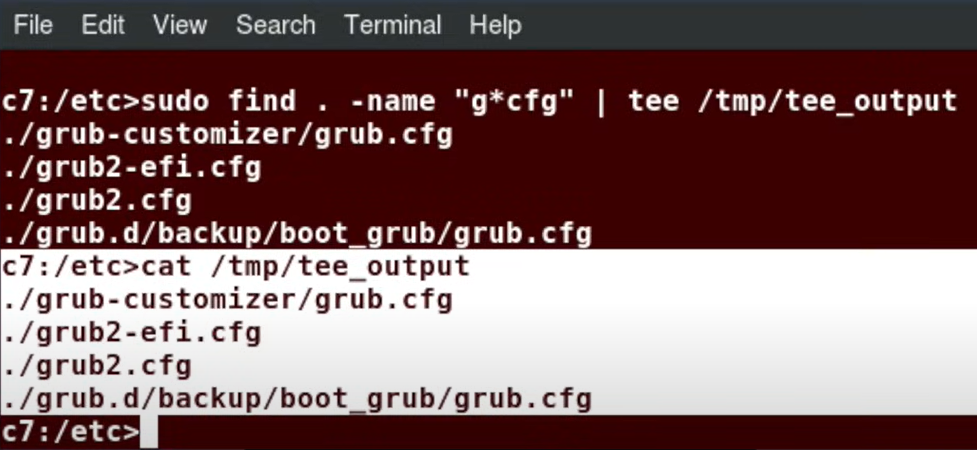 File Edit View Search Terminal Help
c7:/etc>sudo find . -name "g*cfg" | tee /tmp/tee_output
./grub-customizer/grub.cfg
./grub2-efi.cfg
./grub2.cfg
./grub.d/backup/boot_grub/grub.cfg
c7:/etc>cat /tmp/tee_output
./grub-customizer/grub.cfg
./grub2-efi.cfg
./grub2.cfg
./grub.d/backup/boot_grub/grub.cfg
c7:/etc>